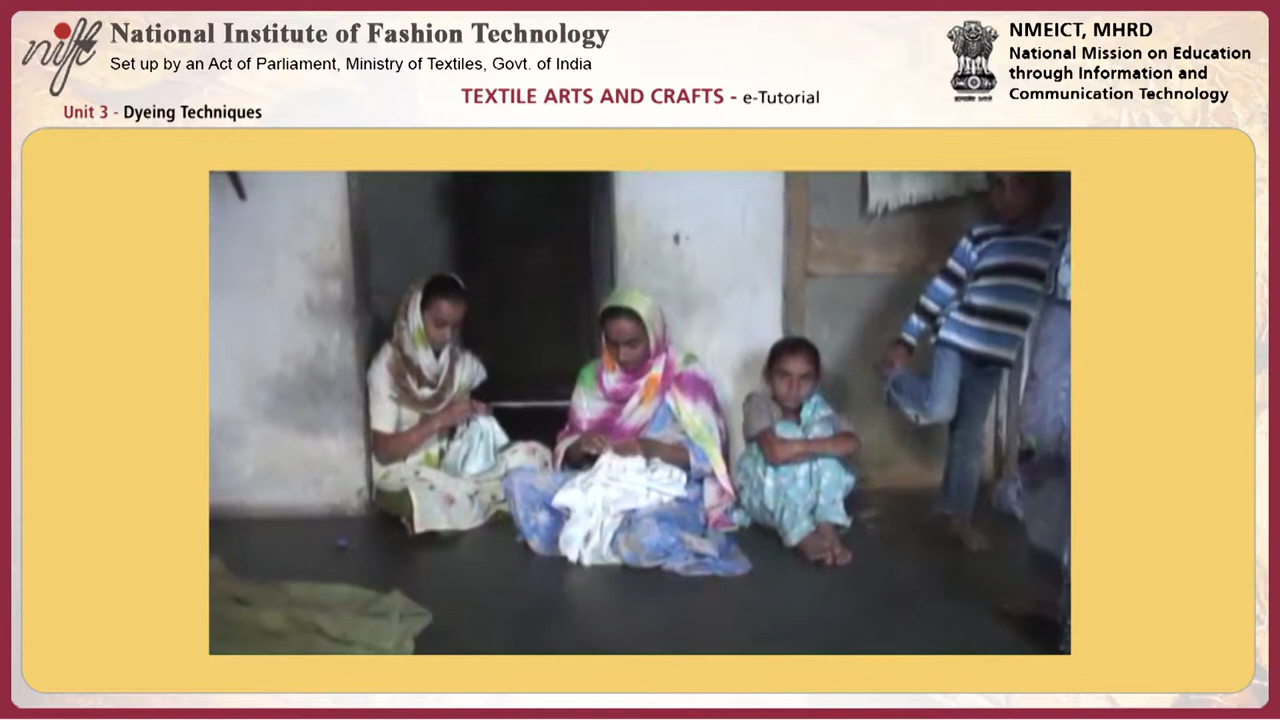 nift
National Institute of Fashion Technology
Set up by an Act of Parliament, Ministry of Textiles, Govt. of India
NMEICT, MHRD
National Mission on Education
through Information and
Communication Technology
TEXTILE ARTS AND CRAFTS - e-Tutorial
Unit 3 - Dyeing Techniques